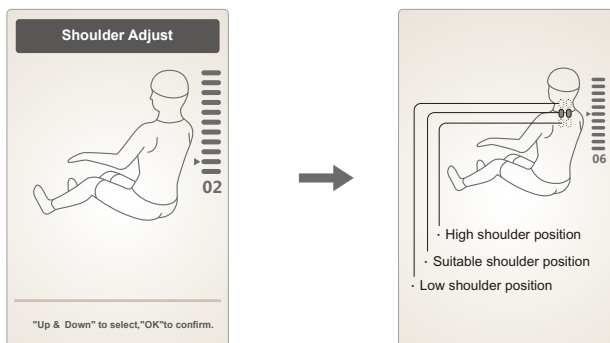 Shoulder Adjust
02
"Up & Down" to select,"OK"to confirm.
06
· High shoulder position
· Suitable shoulder position
· Low shoulder position